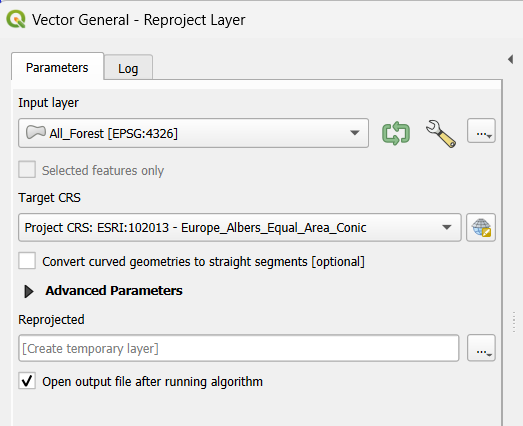 Vector General - Reproject Layer
Parameters Log
Input layer
All_Forest [EPSG:4326] ...
Selected features only
Target CRS
Project CRS: ESRI:102013 - Europe_Albers_Equal_Area_Conic
Convert curved geometries to straight segments [optional]
Advanced Parameters
Reprojected
[Create temporary layer] ...
Open output file after running algorithm